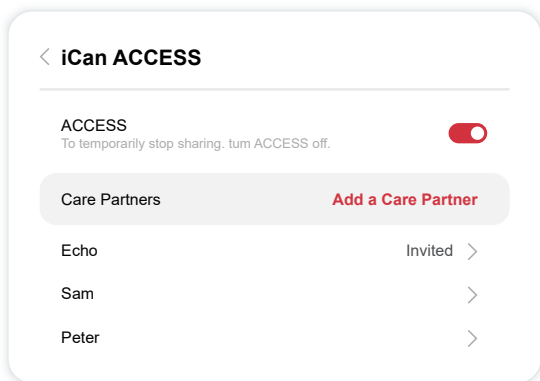 iCan ACCESS
ACCESS
To temporarily stop sharing. tum ACCESS off.
Care Partners Add a Care Partner
Echo Invited
Sam
Peter